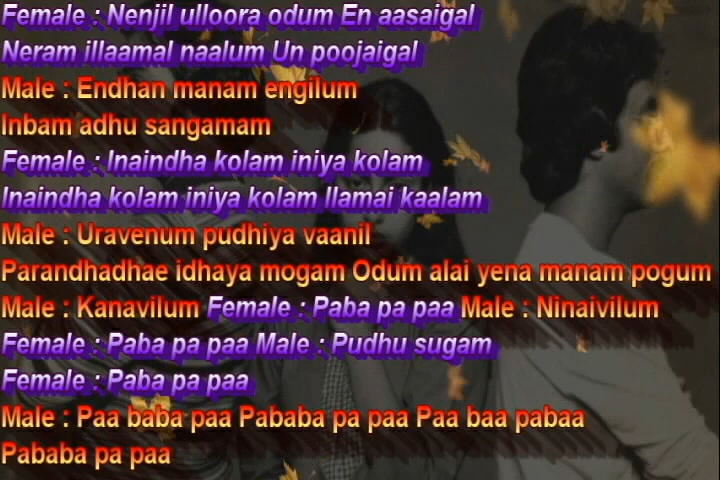 Female : Nenjil ulloora odum En aasaigal
Neram illaamal naalum Un poojaigal
Male : Endhan manam engilum
Inbam adhu sangamam
Female : Inaindha kolam iniya kolam
Inaindha kolam iniya kolam Ilamai kaalam
Male : Uravenum pudhiya vaanil
Parandhadhae idhaya mogam Odum alai yena manam pogum
Male : Kanavilum Female : Paba pa paa Male : Ninaivilum
Female : Paba pa paa Male : Pudhu sugam
Female : Paba pa paa
Male : Paa baba paa Pababa pa paa Paa baa pabaa
Pababa pa paa